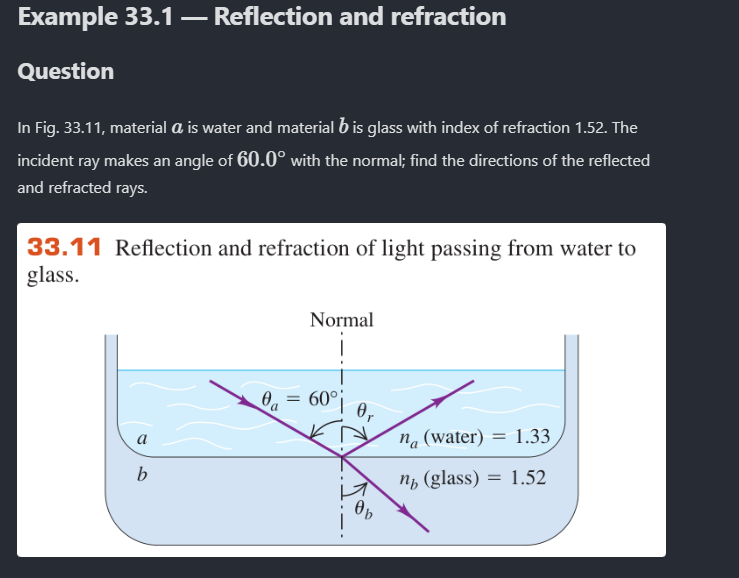 Example 33.1 — Reflection and refraction
Question
In Fig. 33.11, material a is water and material b is glass with index of refraction 1.52. The
incident ray makes an angle of 60.0° with the normal; find the directions of the reflected
and refracted rays.
33.11 Reflection and refraction of light passing from water to
glass.
Normal
θₐ = 60°
θᵣ
a
nₐ (water) = 1.33
b
n_b (glass) = 1.52
θ_b